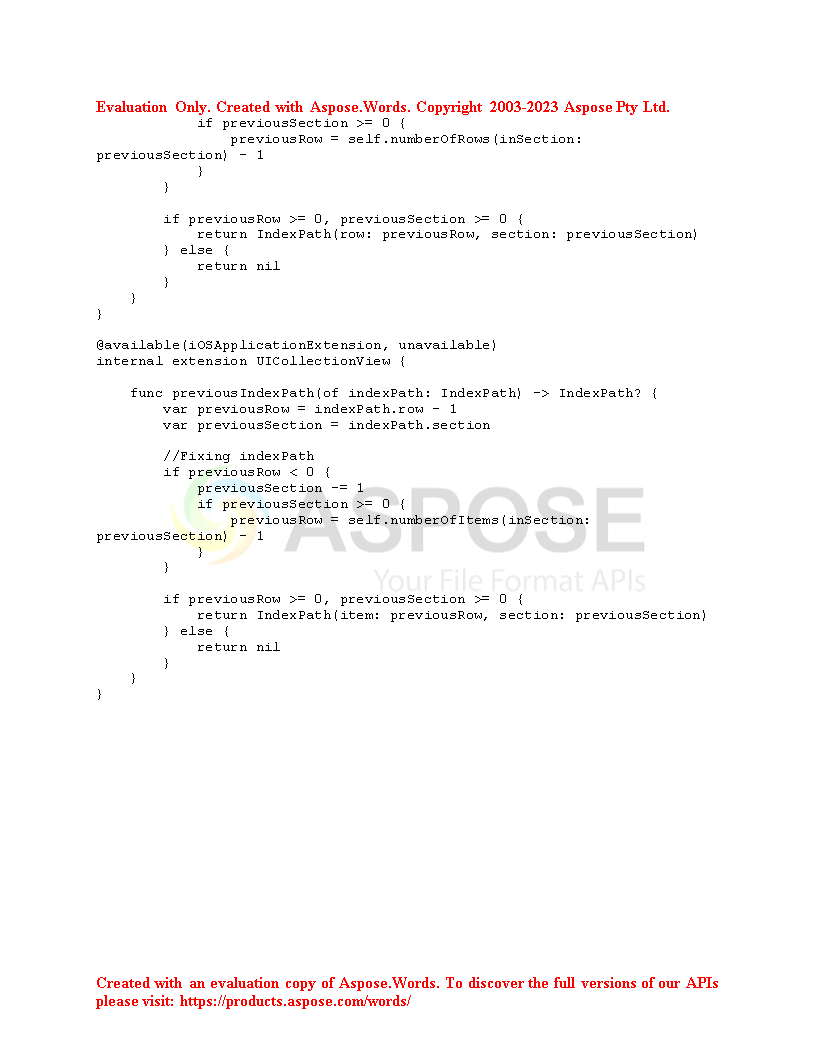 Evaluation Only. Created with Aspose.Words. Copyright 2003-2023 Aspose Pty Ltd.
            if previousSection >= 0 {
                previousRow = self.numberOfRows(inSection:
previousSection) - 1
            }
        }

        if previousRow >= 0, previousSection >= 0 {
            return IndexPath(row: previousRow, section: previousSection)
        } else {
            return nil
        }
    }
}

@available(iOSApplicationExtension, unavailable)
internal extension UICollectionView {

    func previousIndexPath(of indexPath: IndexPath) -> IndexPath? {
        var previousRow = indexPath.row - 1
        var previousSection = indexPath.section

        //Fixing indexPath
        if previousRow < 0 {
            previousSection -= 1
            if previousSection >= 0 {
                previousRow = self.numberOfItems(inSection:
previousSection) - 1
            }
        }

        if previousRow >= 0, previousSection >= 0 {
            return IndexPath(item: previousRow, section: previousSection)
        } else {
            return nil
        }
    }
}
ASPOSE
Your File Format APIs
Created with an evaluation copy of Aspose.Words. To discover the full versions of our APIs
please visit: https://products.aspose.com/words/